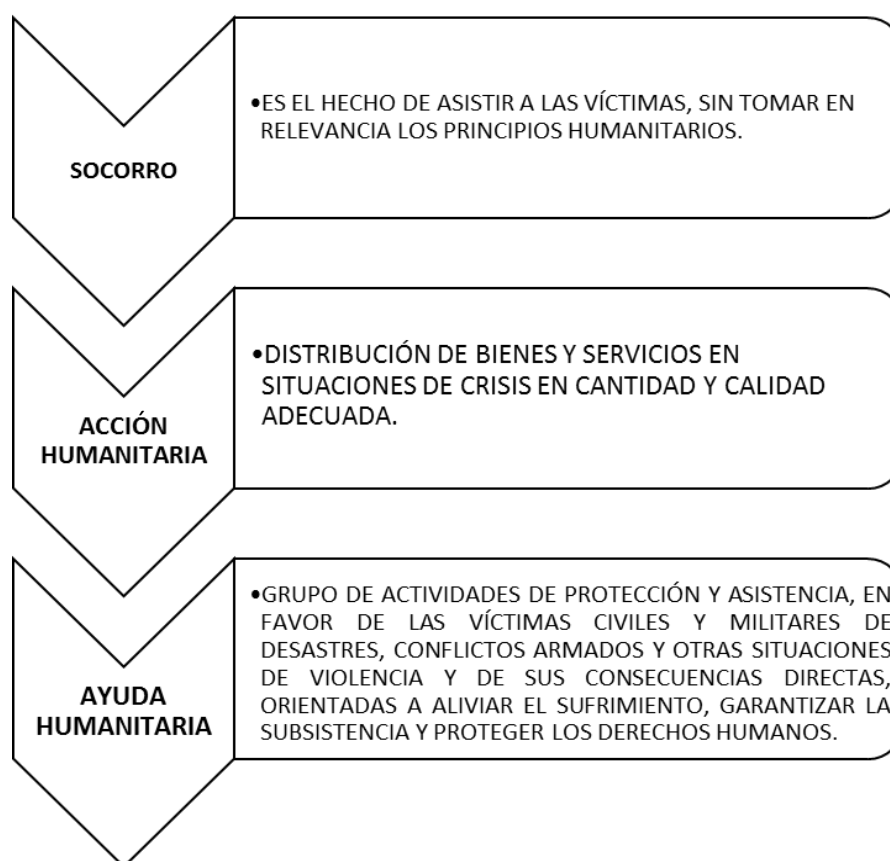 SOCORRO
•ES EL HECHO DE ASISTIR A LAS VÍCTIMAS, SIN TOMAR EN
RELEVANCIA LOS PRINCIPIOS HUMANITARIOS.
ACCIÓN
HUMANITARIA
•DISTRIBUCIÓN DE BIENES Y SERVICIOS EN
SITUACIONES DE CRISIS EN CANTIDAD Y CALIDAD
ADECUADA.
AYUDA
HUMANITARIA
•GRUPO DE ACTIVIDADES DE PROTECCIÓN Y ASISTENCIA, EN
FAVOR DE LAS VÍCTIMAS CIVILES Y MILITARES DE
DESASTRES, CONFLICTOS ARMADOS Y OTRAS SITUACIONES
DE VIOLENCIA Y DE SUS CONSECUENCIAS DIRECTAS,
ORIENTADAS A ALIVIAR EL SUFRIMIENTO, GARANTIZAR LA
SUBSISTENCIA Y PROTEGER LOS DERECHOS HUMANOS.